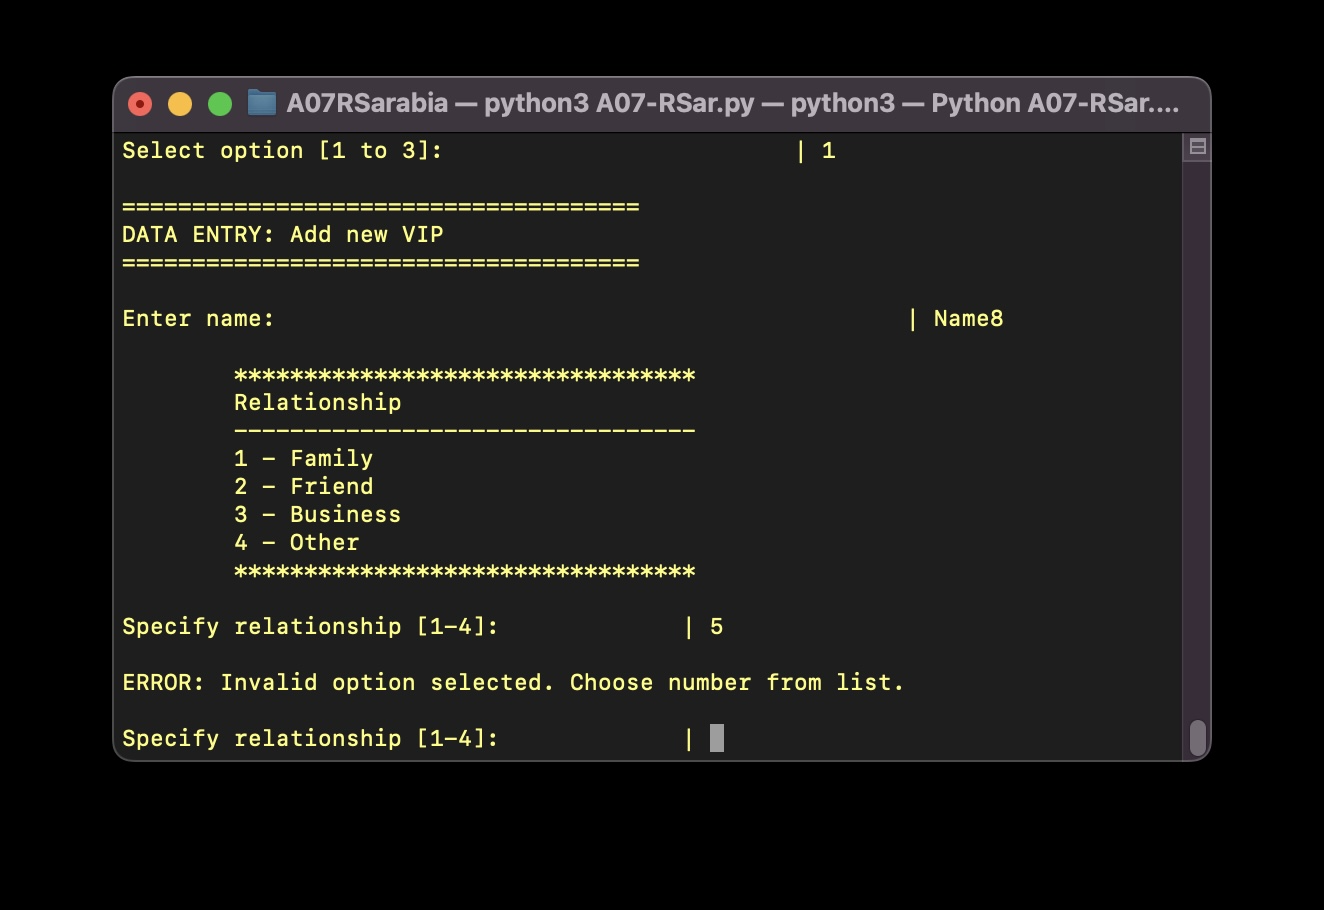 A07RSarabia — python3 A07-RSar.py — python3 — Python A07-RSar....
Select option [1 to 3]: | 1
=====================================
DATA ENTRY: Add new VIP
=====================================
Enter name: | Name8
*********************************
Relationship
---------------------------------
1 - Family
2 - Friend
3 - Business
4 - Other
*********************************
Specify relationship [1-4]: | 5
ERROR: Invalid option selected. Choose number from list.
Specify relationship [1-4]: |